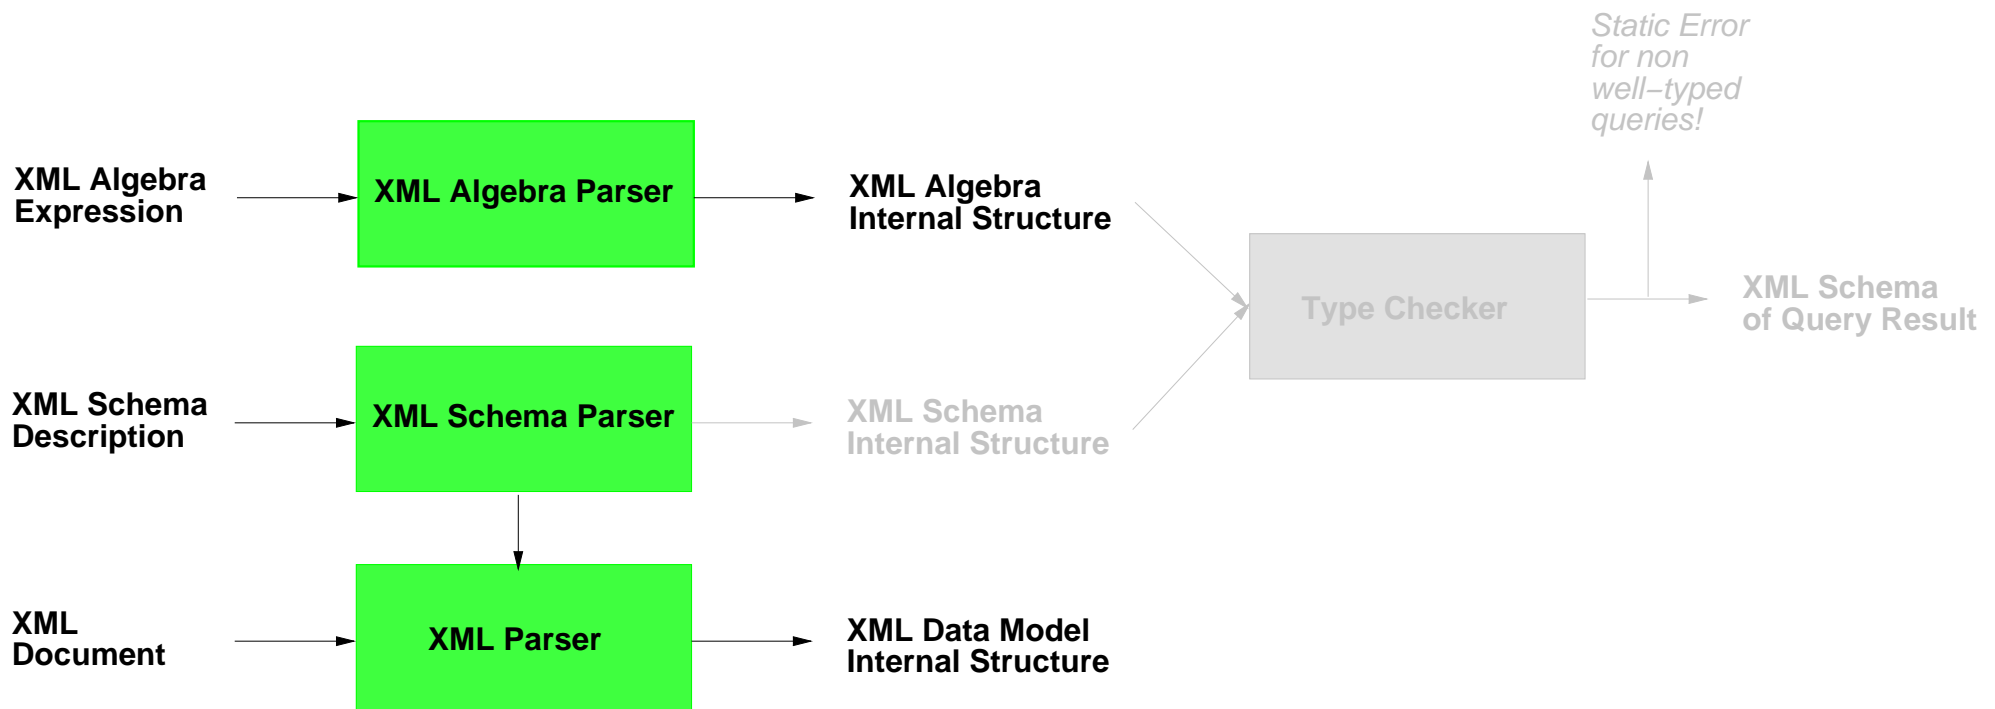 Static Error
for non
well–typed
queries!
XML Algebra
Expression
XML Algebra Parser
XML Algebra
Internal Structure
Type Checker
XML Schema
of Query Result
XML Schema
Description
XML Schema Parser
XML Schema
Internal Structure
XML
Document
XML Parser
XML Data Model
Internal Structure